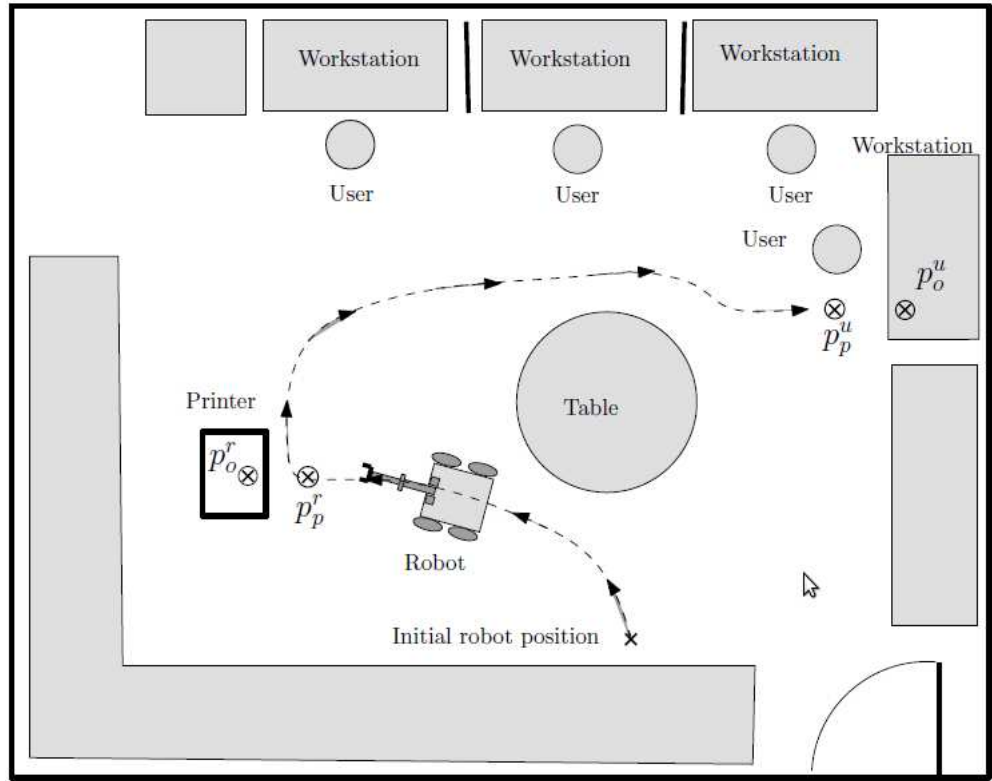 Workstation
Workstation
Workstation
Workstation
User
User
User
User
$p_o^u$
$p_p^u$
Printer
Table
$p_o^r$
$p_p^r$
Robot
Initial robot position